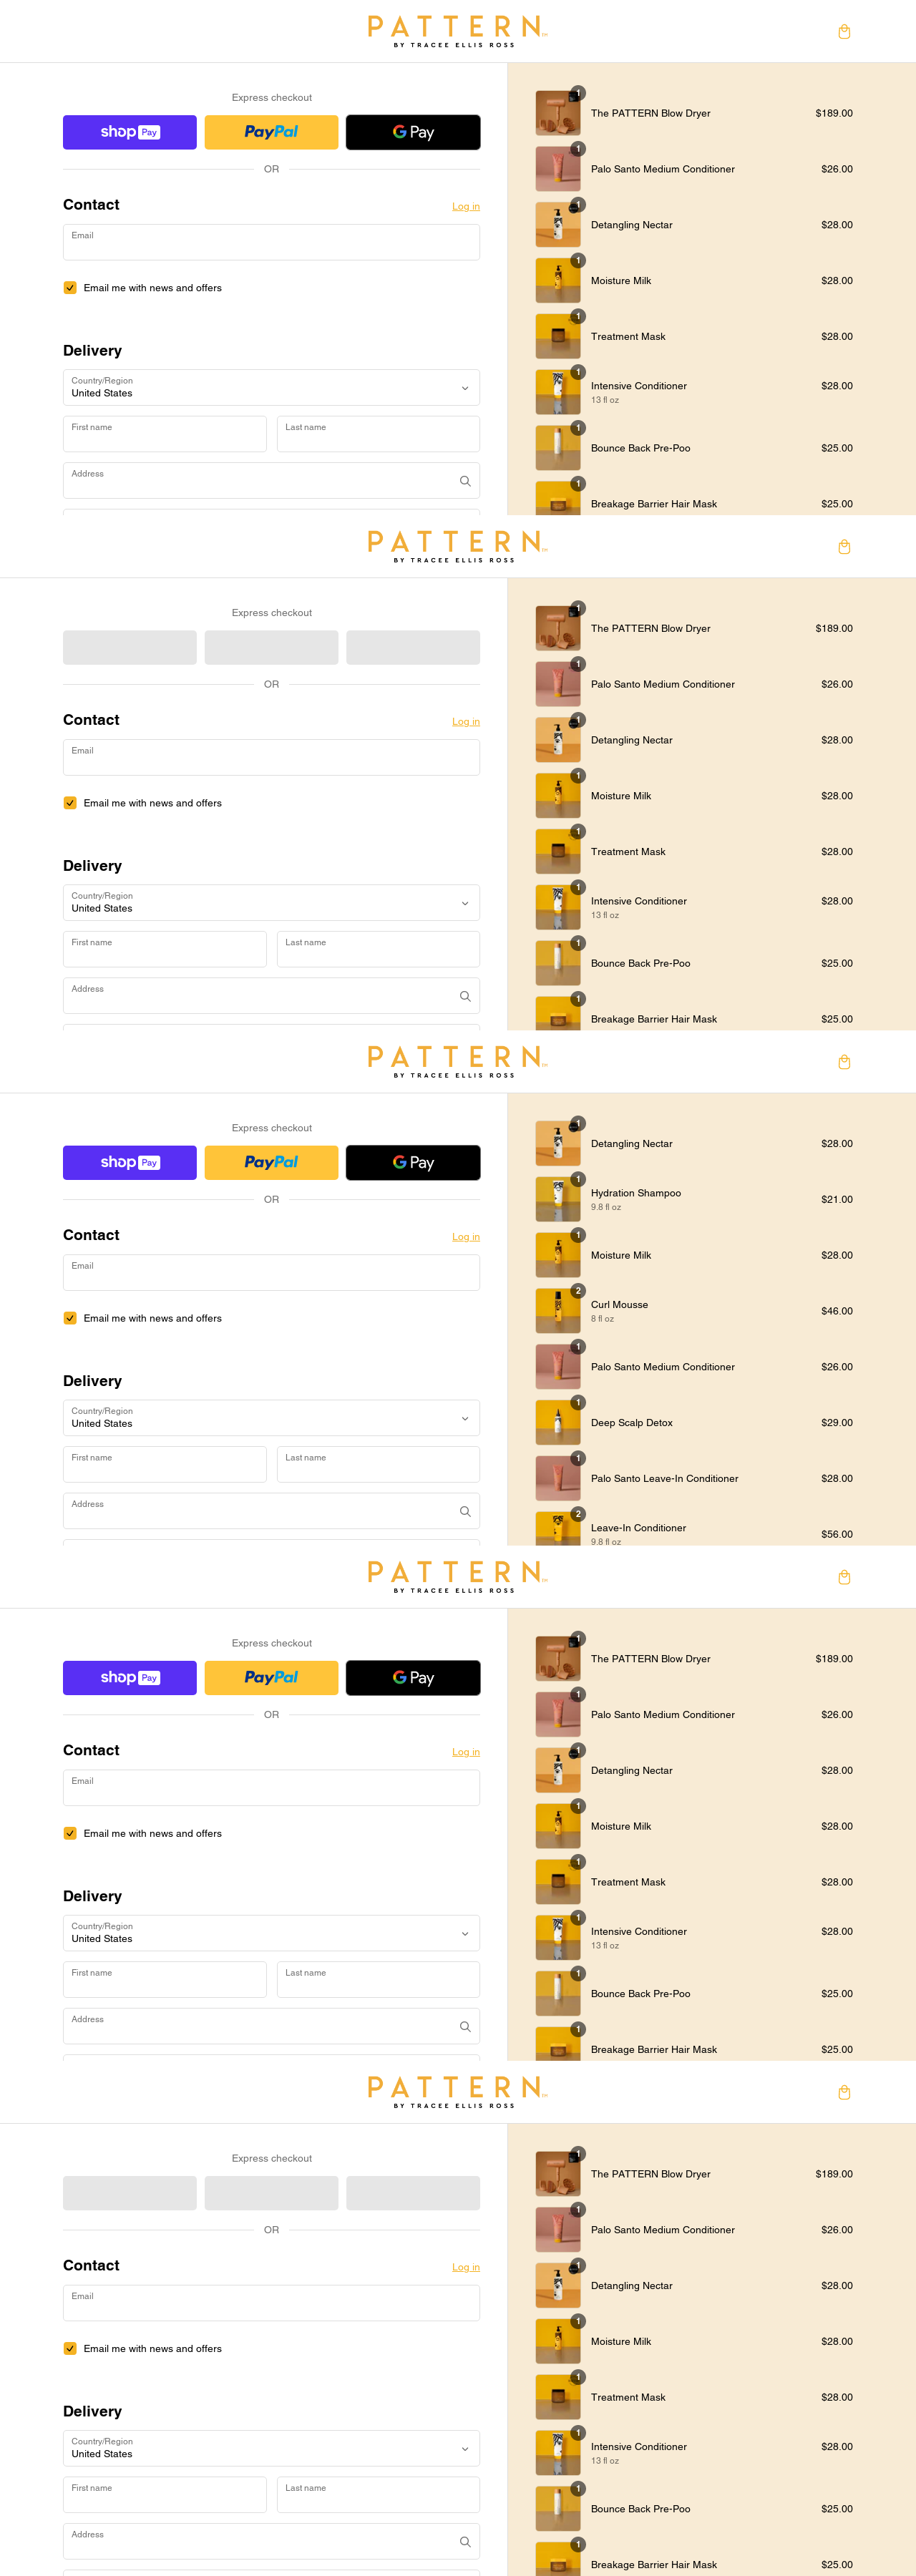 PATTERN
BY TRACEE ELLIS ROSS
Express checkout
shop Pay
PayPal
G Pay
OR
Contact
Log in
Email
Email me with news and offers
Delivery
Country/Region
United States
First name
Last name
Address
1
The PATTERN Blow Dryer
$189.00
1
Palo Santo Medium Conditioner
$26.00
1
Detangling Nectar
$28.00
1
Moisture Milk
$28.00
1
Treatment Mask
$28.00
1
Intensive Conditioner
13 fl oz
$28.00
1
Bounce Back Pre-Poo
$25.00
1
Breakage Barrier Hair Mask
$25.00
PATTERN
BY TRACEE ELLIS ROSS
Express checkout
OR
Contact
Log in
Email
Email me with news and offers
Delivery
Country/Region
United States
First name
Last name
Address
1
The PATTERN Blow Dryer
$189.00
1
Palo Santo Medium Conditioner
$26.00
1
Detangling Nectar
$28.00
1
Moisture Milk
$28.00
1
Treatment Mask
$28.00
1
Intensive Conditioner
13 fl oz
$28.00
1
Bounce Back Pre-Poo
$25.00
1
Breakage Barrier Hair Mask
$25.00
PATTERN
BY TRACEE ELLIS ROSS
Express checkout
shop Pay
PayPal
G Pay
OR
Contact
Log in
Email
Email me with news and offers
Delivery
Country/Region
United States
First name
Last name
Address
1
Detangling Nectar
$28.00
1
Hydration Shampoo
9.8 fl oz
$21.00
1
Moisture Milk
$28.00
2
Curl Mousse
8 fl oz
$46.00
1
Palo Santo Medium Conditioner
$26.00
1
Deep Scalp Detox
$29.00
1
Palo Santo Leave-In Conditioner
$28.00
2
Leave-In Conditioner
9.8 fl oz
$56.00
PATTERN
BY TRACEE ELLIS ROSS
Express checkout
shop Pay
PayPal
G Pay
OR
Contact
Log in
Email
Email me with news and offers
Delivery
Country/Region
United States
First name
Last name
Address
1
The PATTERN Blow Dryer
$189.00
1
Palo Santo Medium Conditioner
$26.00
1
Detangling Nectar
$28.00
1
Moisture Milk
$28.00
1
Treatment Mask
$28.00
1
Intensive Conditioner
13 fl oz
$28.00
1
Bounce Back Pre-Poo
$25.00
1
Breakage Barrier Hair Mask
$25.00
PATTERN
BY TRACEE ELLIS ROSS
Express checkout
OR
Contact
Log in
Email
Email me with news and offers
Delivery
Country/Region
United States
First name
Last name
Address
1
The PATTERN Blow Dryer
$189.00
1
Palo Santo Medium Conditioner
$26.00
1
Detangling Nectar
$28.00
1
Moisture Milk
$28.00
1
Treatment Mask
$28.00
1
Intensive Conditioner
13 fl oz
$28.00
1
Bounce Back Pre-Poo
$25.00
1
Breakage Barrier Hair Mask
$25.00